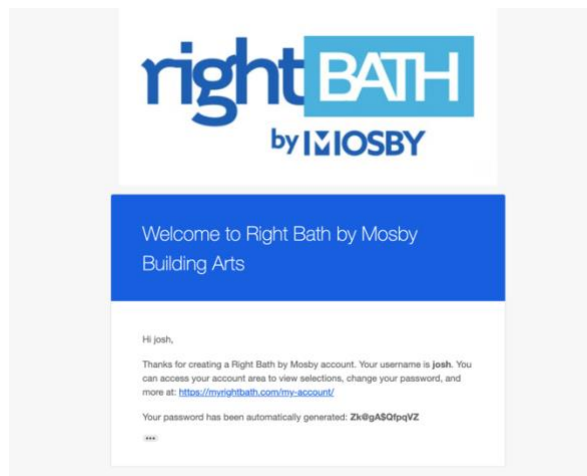 right BATH
by MOSBY
Welcome to Right Bath by Mosby
Building Arts
Hi josh,
Thanks for creating a Right Bath by Mosby account. Your username is josh. You
can access your account area to view selections, change your password, and
more at: https://myrightbath.com/my-account/
Your password has been automatically generated: Zk@gA$QfpqVZ